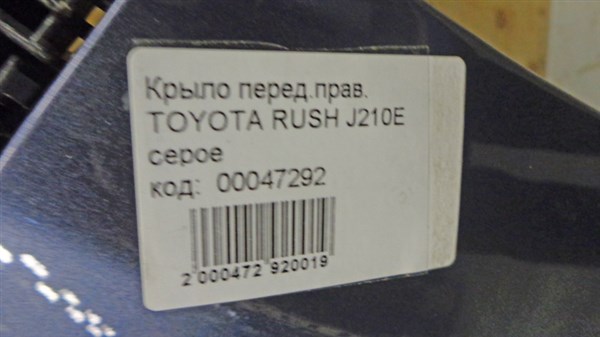 Крыло перед.прав.
TOYOTA RUSH J210E
серое
код: 00047292
2 000472 920019